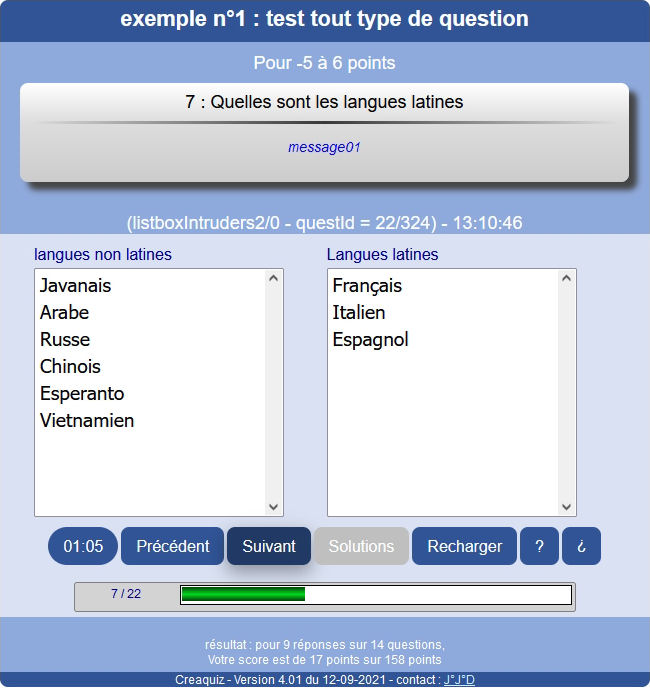 exemple n°1 : test tout type de question
Pour -5 à 6 points
7 : Quelles sont les langues latines
message01
(listboxIntruders2/0 - questId = 22/324) - 13:10:46
langues non latines
Javanais
Arabe
Russe
Chinois
Esperanto
Vietnamien
Langues latines
Français
Italien
Espagnol
01:05 Précédent Suivant Solutions Recharger ? ¿
7 / 22
résultat : pour 9 réponses sur 14 questions,
Votre score est de 17 points sur 158 points
Creaquiz - Version 4.01 du 12-09-2021 - contact : J°J°D